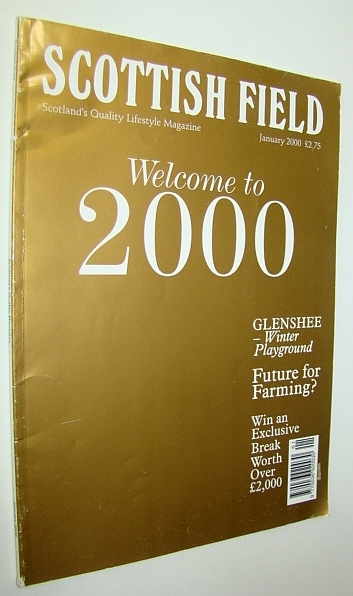 SCOTTISH FIELD
Scotland's Quality Lifestyle Magazine
January 2000 £2.75
Welcome to
2000
GLENSHEE
– Winter
Playground
Future for
Farming?
Win an
Exclusive
Break
Worth
Over
£2,000
01